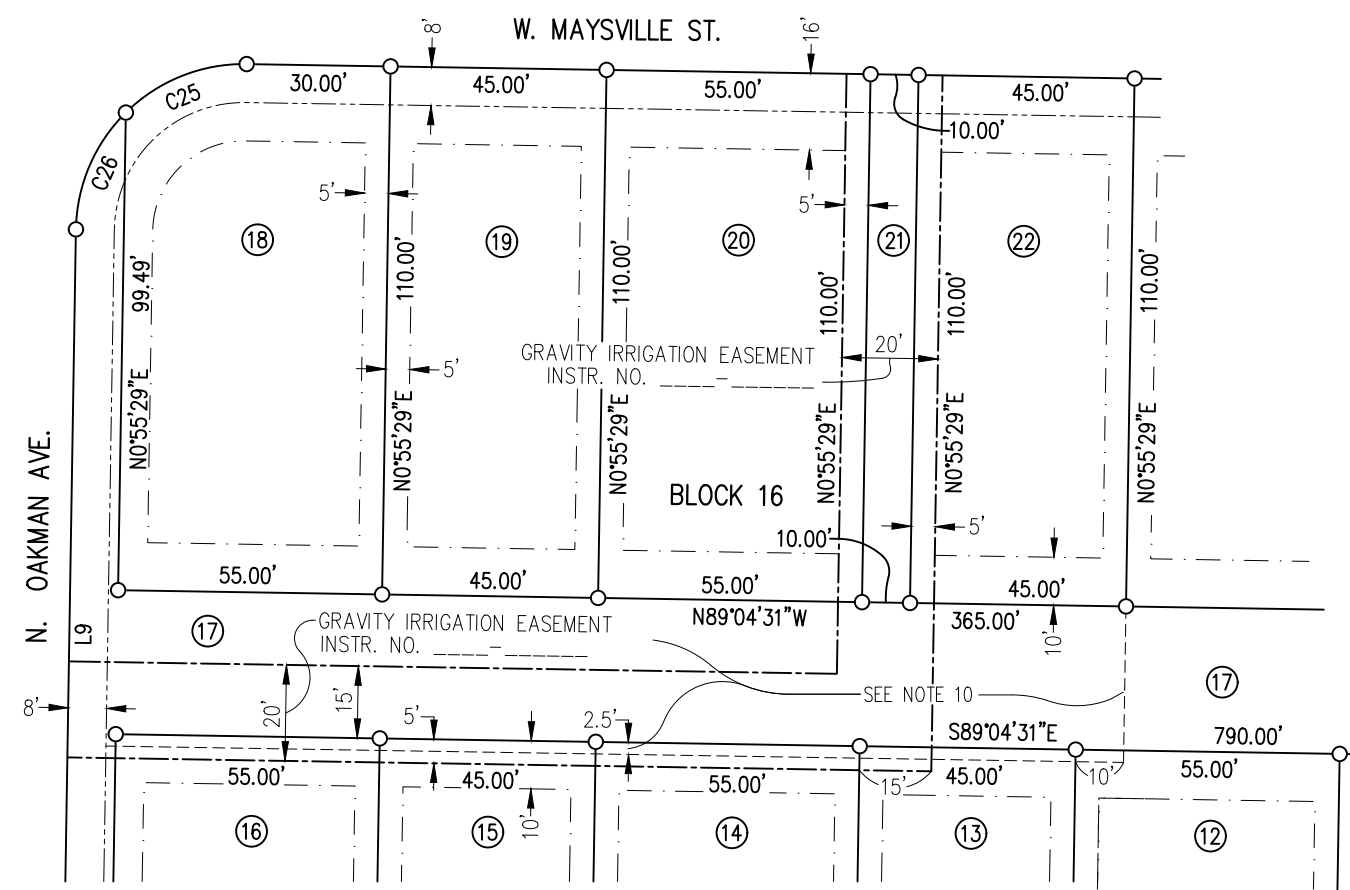 W. MAYSVILLE ST.
8'
16'
C25
30.00'
45.00'
55.00'
45.00'
10.00'
C26
5'
5'
18
19
20
21
22
99.49'
110.00'
110.00'
110.00'
110.00'
110.00'
GRAVITY IRRIGATION EASEMENT
INSTR. NO. ____-______
20'
5'
N0°55'29"E
N0°55'29"E
N0°55'29"E
N0°55'29"E
N0°55'29"E
N0°55'29"E
BLOCK 16
N. OAKMAN AVE.
10.00'
5'
55.00'
45.00'
55.00'
45.00'
N89°04'31"W
365.00'
10'
L9
17
GRAVITY IRRIGATION EASEMENT
INSTR. NO. ____-______
SEE NOTE 10
17
8'
20'
15'
5'
2.5'
S89°04'31"E
790.00'
55.00'
45.00'
55.00'
15'
45.00'
10'
55.00'
10'
16
15
14
13
12